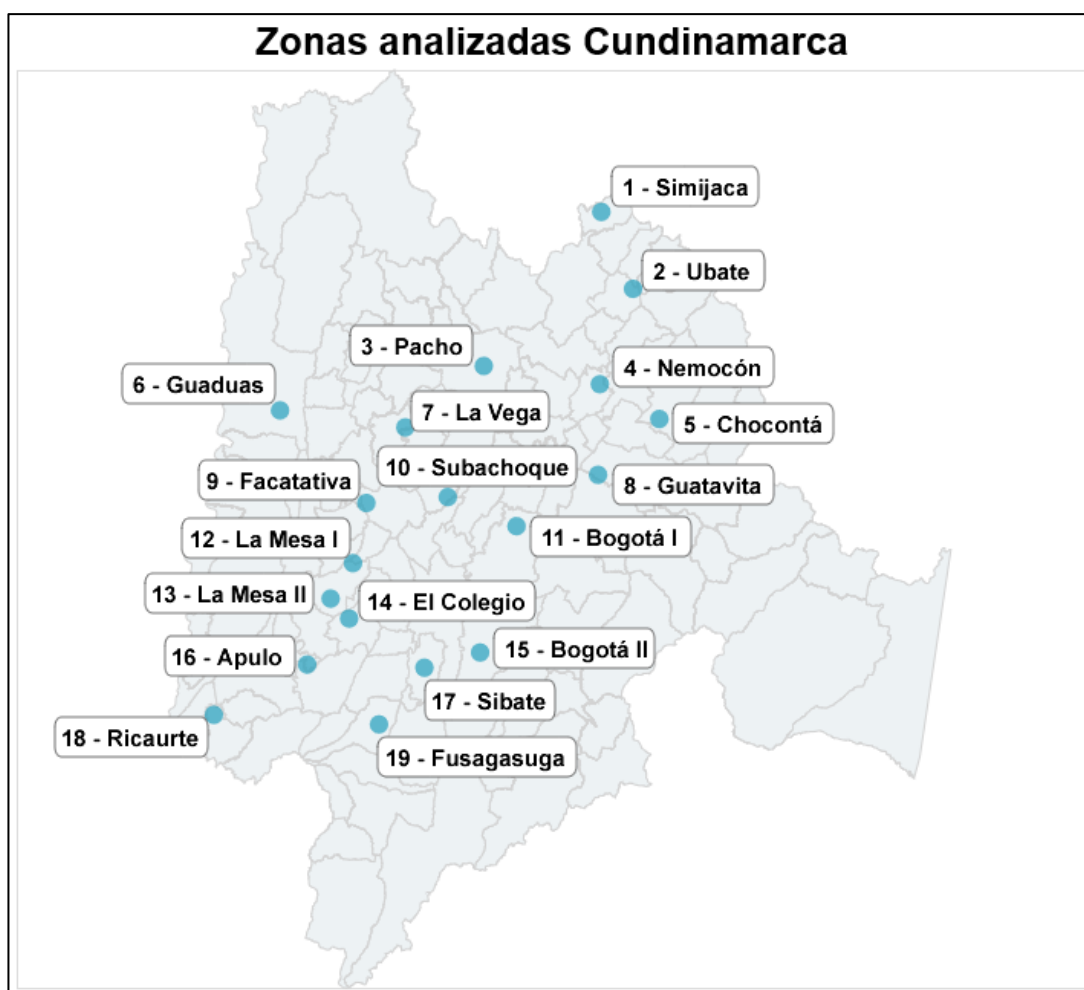 Zonas analizadas Cundinamarca
1 - Simijaca
2 - Ubate
3 - Pacho
4 - Nemocón
6 - Guaduas
7 - La Vega
5 - Chocontá
10 - Subachoque
9 - Facatativa
8 - Guatavita
12 - La Mesa I
11 - Bogotá I
13 - La Mesa II
14 - El Colegio
15 - Bogotá II
16 - Apulo
17 - Sibate
18 - Ricaurte
19 - Fusagasuga